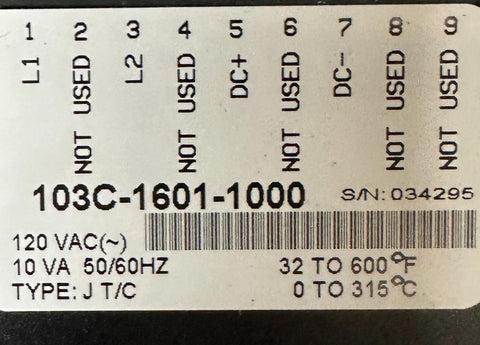 1 2 3 4 5 6 7 8 9
L1 NOT USED L2 NOT USED DC+ NOT USED DC- NOT USED NOT USED
103C-1601-1000 S/N: 034295
120 VAC(~)
10 VA 50/60HZ 32 TO 600°F
TYPE: J T/C 0 TO 315°C